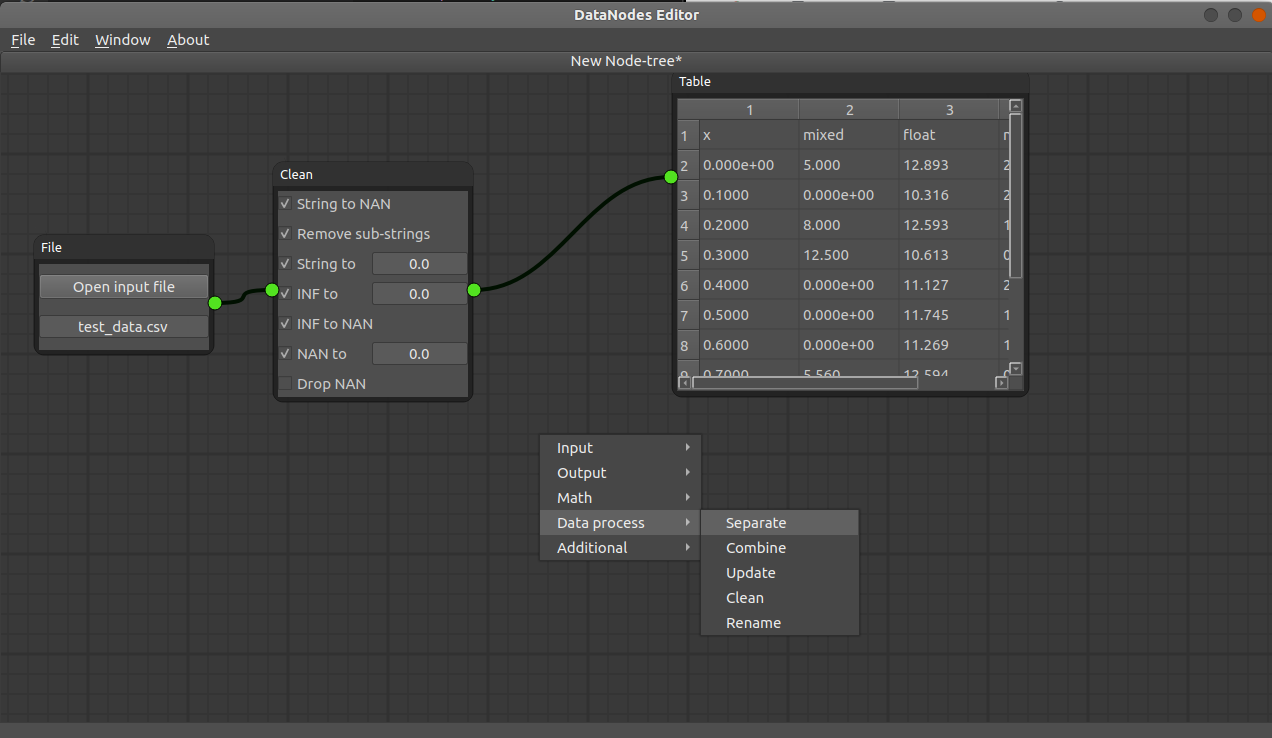 DataNodes Editor
File Edit Window About
New Node-tree*
Table
1 2 3
1 x mixed float
2 0.000e+00 5.000 12.893 2
3 0.1000 0.000e+00 10.316 2
4 0.2000 8.000 12.593 1
5 0.3000 12.500 10.613
6 0.4000 0.000e+00 11.127 2
7 0.5000 0.000e+00 11.745 1
8 0.6000 0.000e+00 11.269 1
9 0.7000 5.560 12.594
Clean
String to NAN
Remove sub-strings
String to 0.0
INF to 0.0
INF to NAN
NAN to 0.0
Drop NAN
File
Open input file
test_data.csv
Input
Output
Math
Data process
Additional
Separate
Combine
Update
Clean
Rename